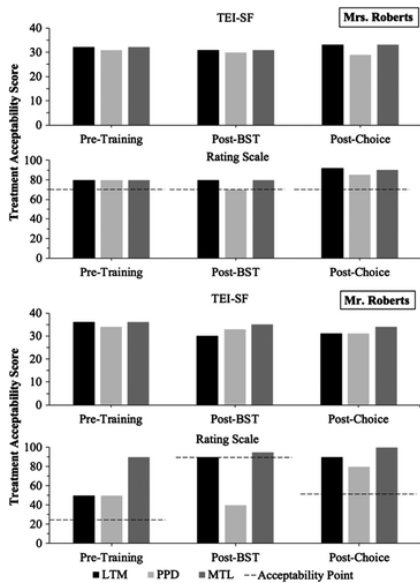 TEI-SF
Mrs. Roberts
40
30
20
10
0
Pre-Training
Post-BST
Post-Choice
Treatment Acceptability Score
Rating Scale
100
80
60
40
20
0
Pre-Training
Post-BST
Post-Choice
TEI-SF
Mr. Roberts
40
30
20
10
0
Pre-Training
Post-BST
Post-Choice
Treatment Acceptability Score
Rating Scale
100
80
60
40
20
0
Pre-Training
Post-BST
Post-Choice
LTM PPD MTL Acceptability Point